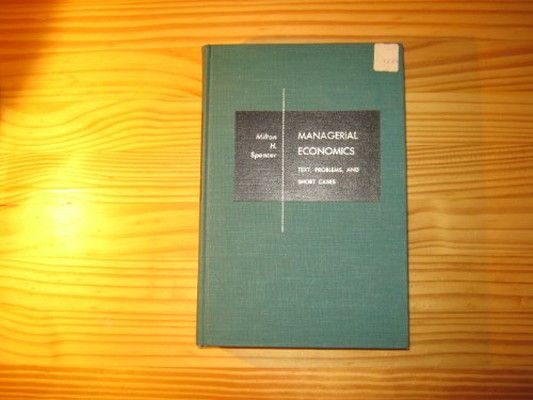 Milton
H.
Spencer
MANAGERIAL
ECONOMICS
TEXT, PROBLEMS, AND
SHORT CASES